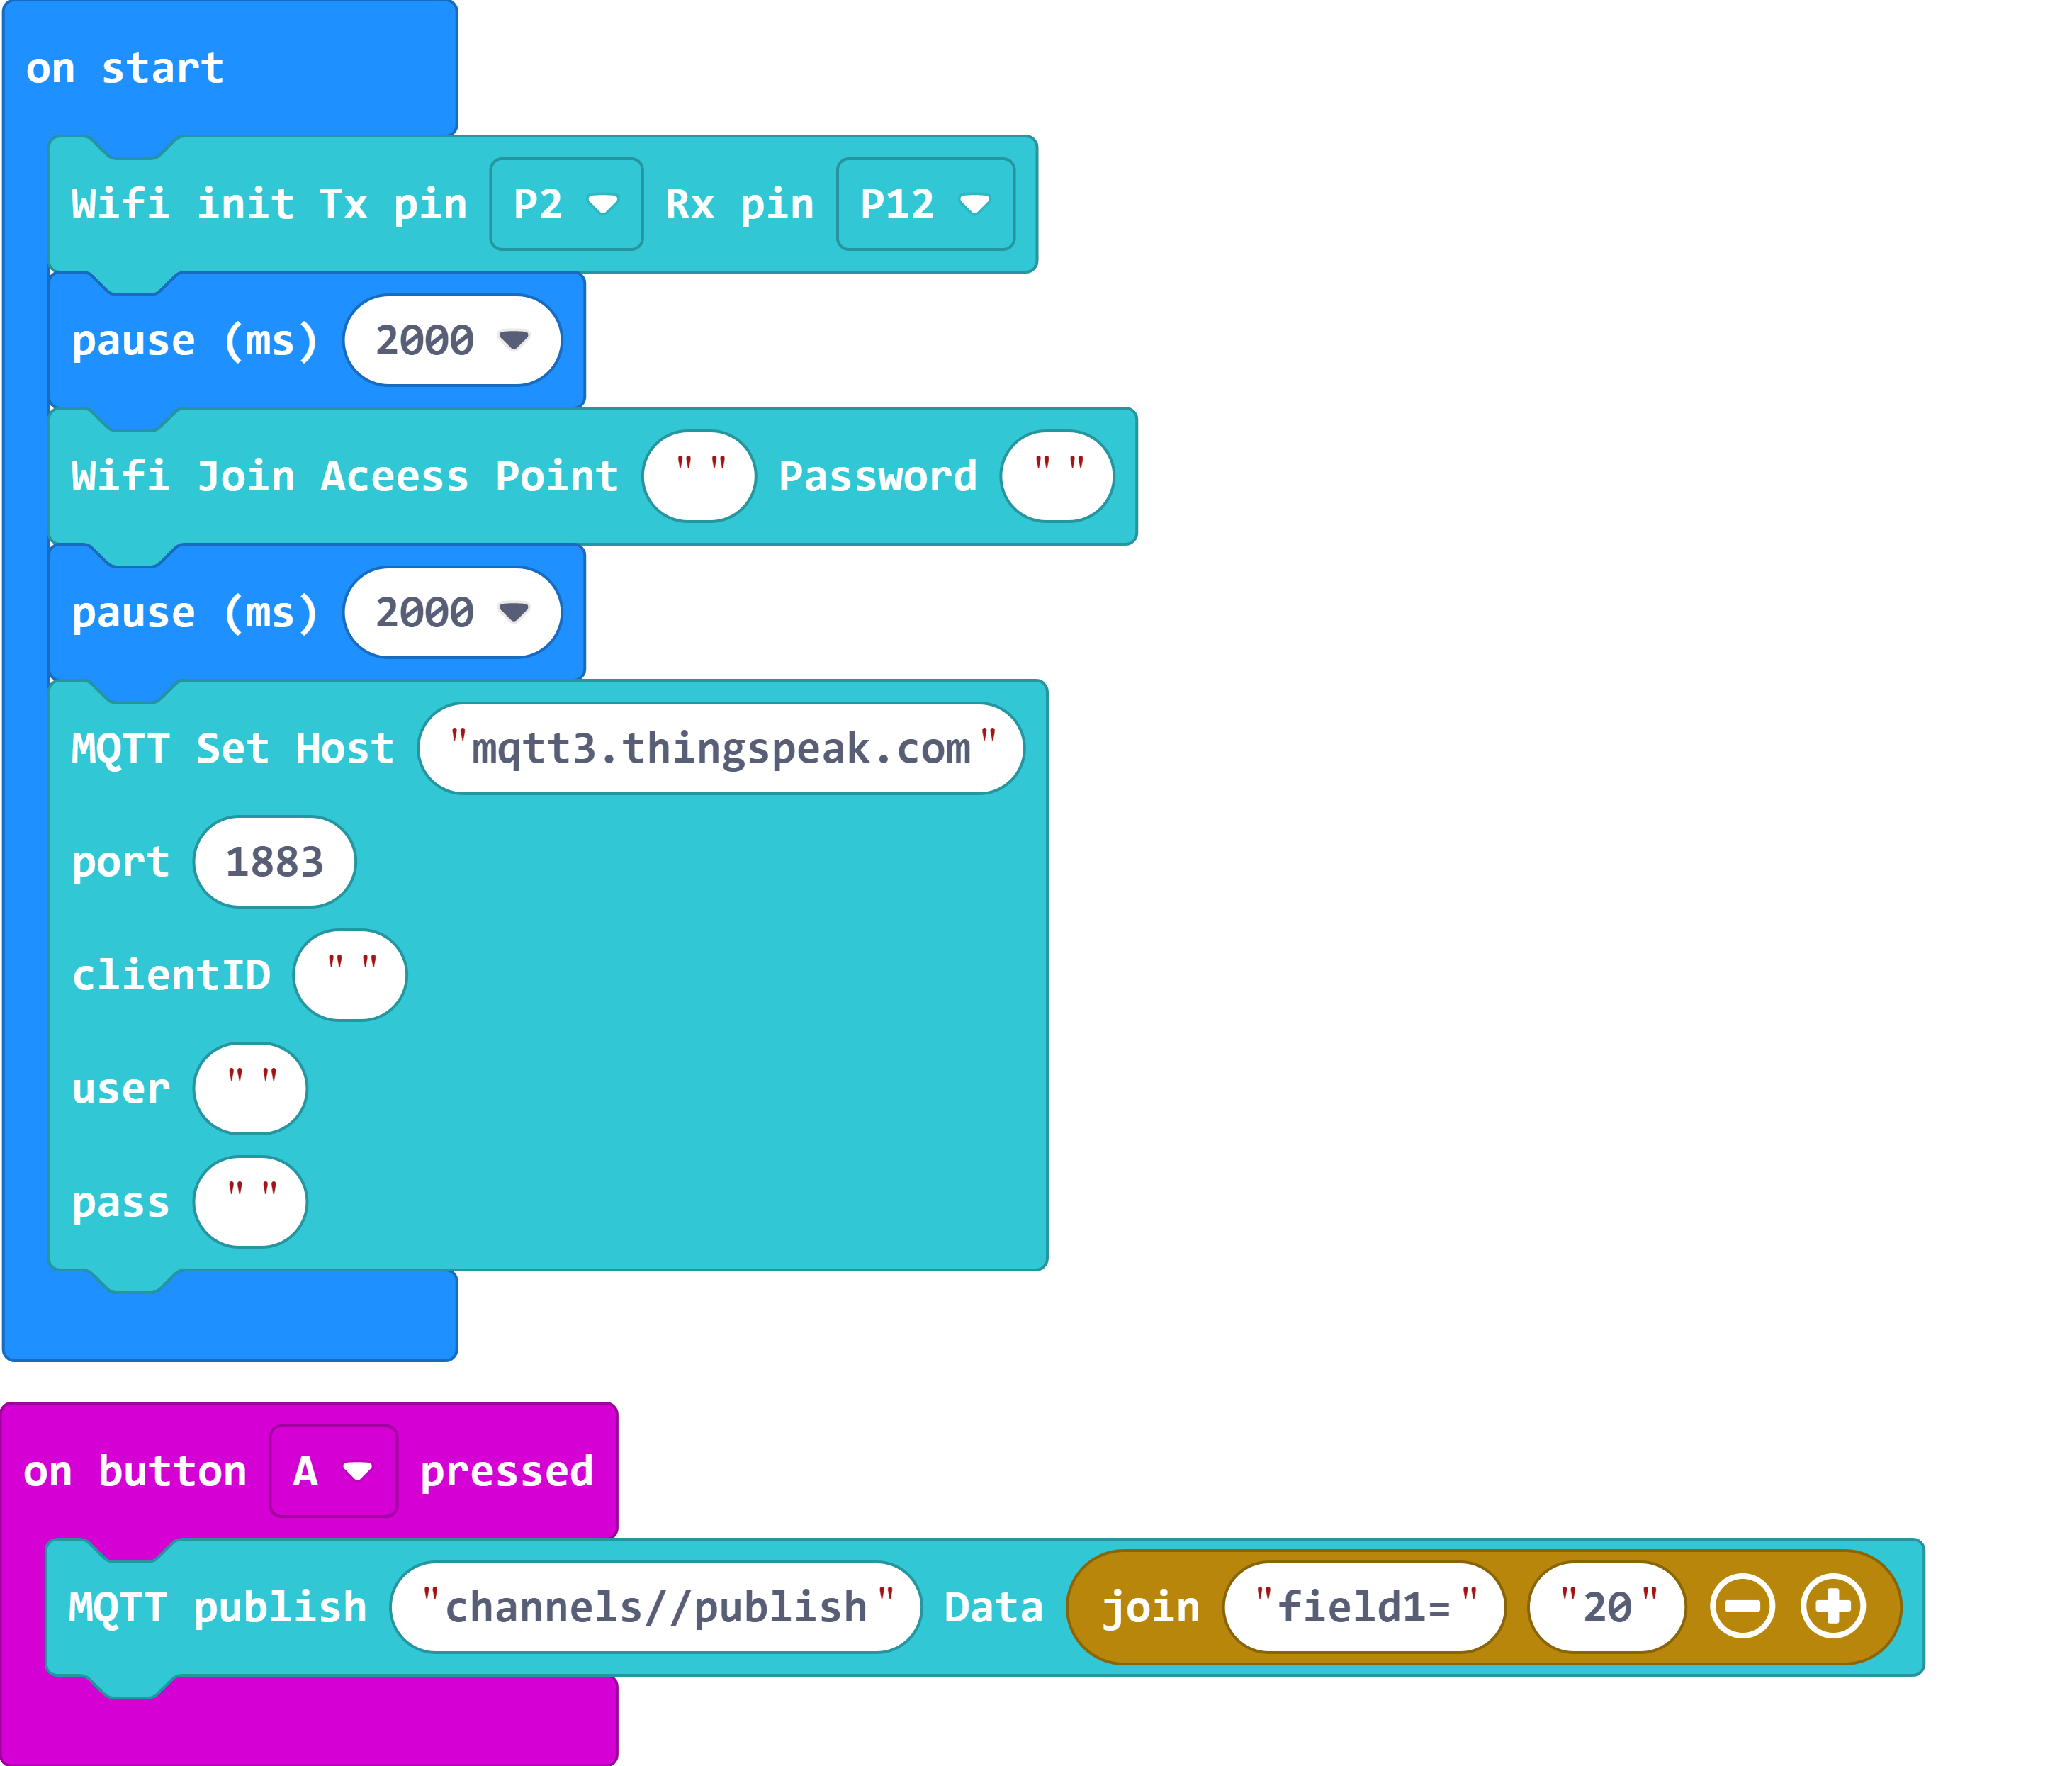 on start
Wifi init Tx pin P2 Rx pin P12
pause (ms) 2000
Wifi Join Aceess Point "" Password ""
pause (ms) 2000
MQTT Set Host "mqtt3.thingspeak.com"
port 1883
clientID ""
user ""
pass ""
on button A pressed
MQTT publish "channels//publish" Data join "field1=" "20"